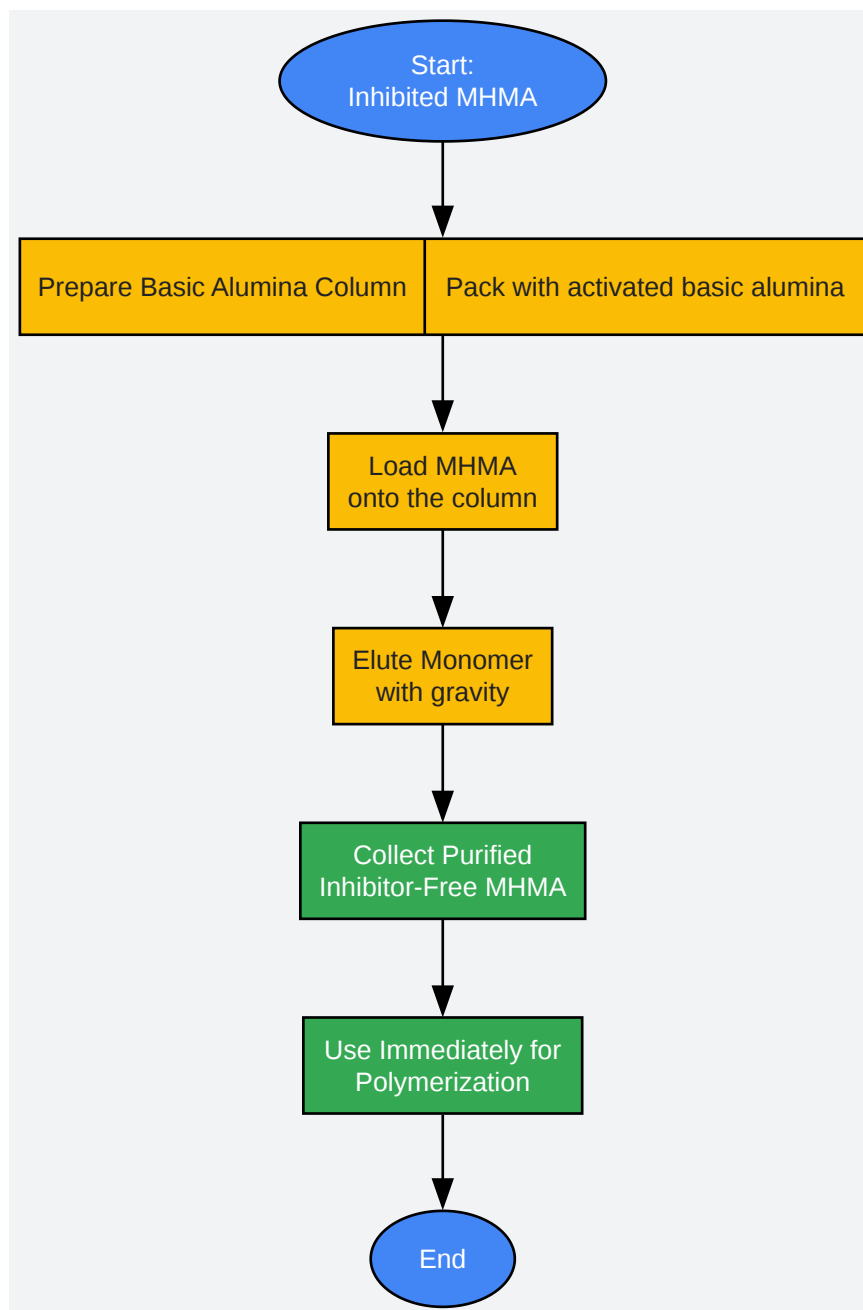 Start:
Inhibited MHMA
Prepare Basic Alumina Column
Pack with activated basic alumina
Load MHMA
onto the column
Elute Monomer
with gravity
Collect Purified
Inhibitor-Free MHMA
Use Immediately for
Polymerization
End